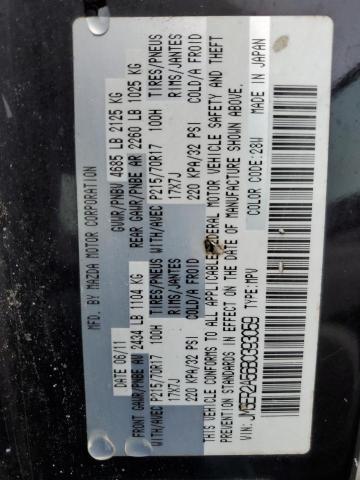 MFD. BY MAZDA MOTOR CORPORATION
DATE 06/11 GVWR/PNBV 4685 LB 2125 KG
FRONT GAWR/PNBE AV 2434 LB 1104 KG REAR GAWR/PNBE AR 2260 LB 1025 KG
WITH/AVEC P215/70R17 100H TIRES/PNEUS WITH/AVEC P215/70R17 100H TIRES/PNEUS
17X7J RIMS/JANTES 17X7J RIMS/JANTES
220 KPA/32 PSI COLD/A FROID 220 KPA/32 PSI COLD/A FROID
THIS VEHICLE CONFORMS TO ALL APPLICABLE FEDERAL MOTOR VEHICLE SAFETY AND THEFT
PREVENTION STANDARDS IN EFFECT ON THE DATE OF MANUFACTURE SHOWN ABOVE.
VIN: TYPE: MPV COLOR CODE: 28W MADE IN JAPAN